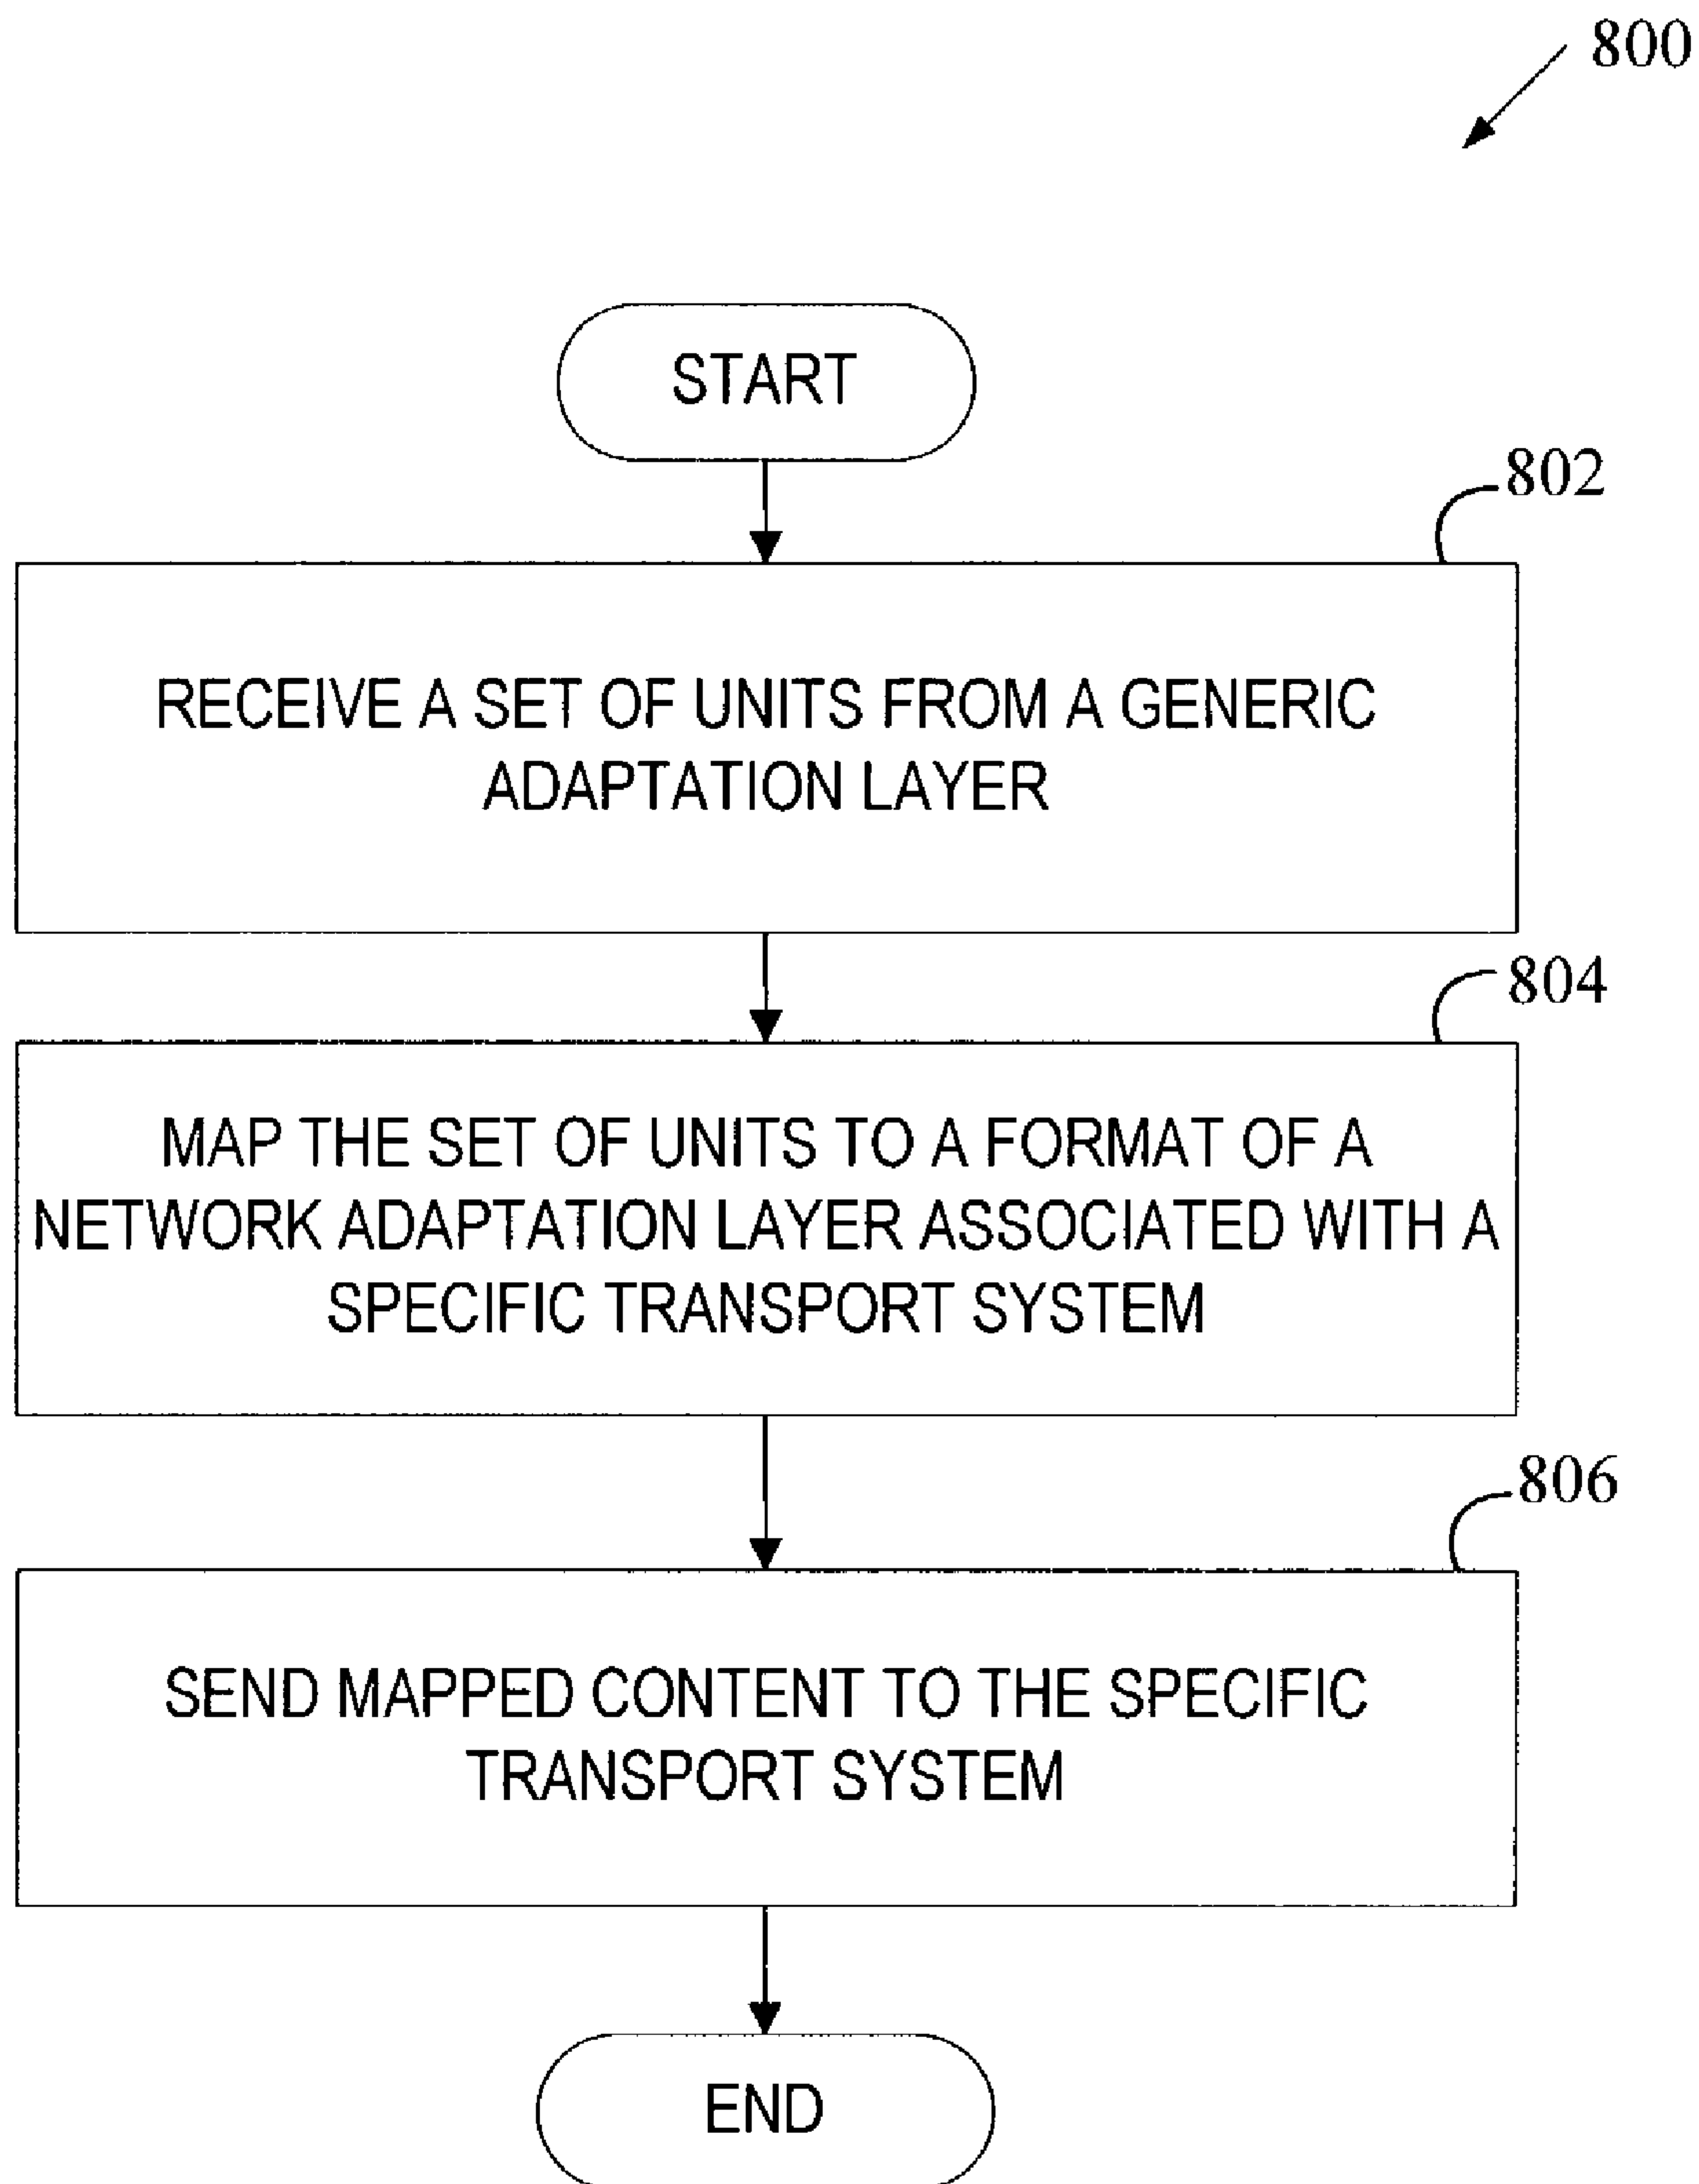 800
START
802
RECEIVE A SET OF UNITS FROM A GENERIC
ADAPTATION LAYER
804
MAP THE SET OF UNITS TO A FORMAT OF A
NETWORK ADAPTATION LAYER ASSOCIATED WITH A
SPECIFIC TRANSPORT SYSTEM
806
SEND MAPPED CONTENT TO THE SPECIFIC
TRANSPORT SYSTEM
END